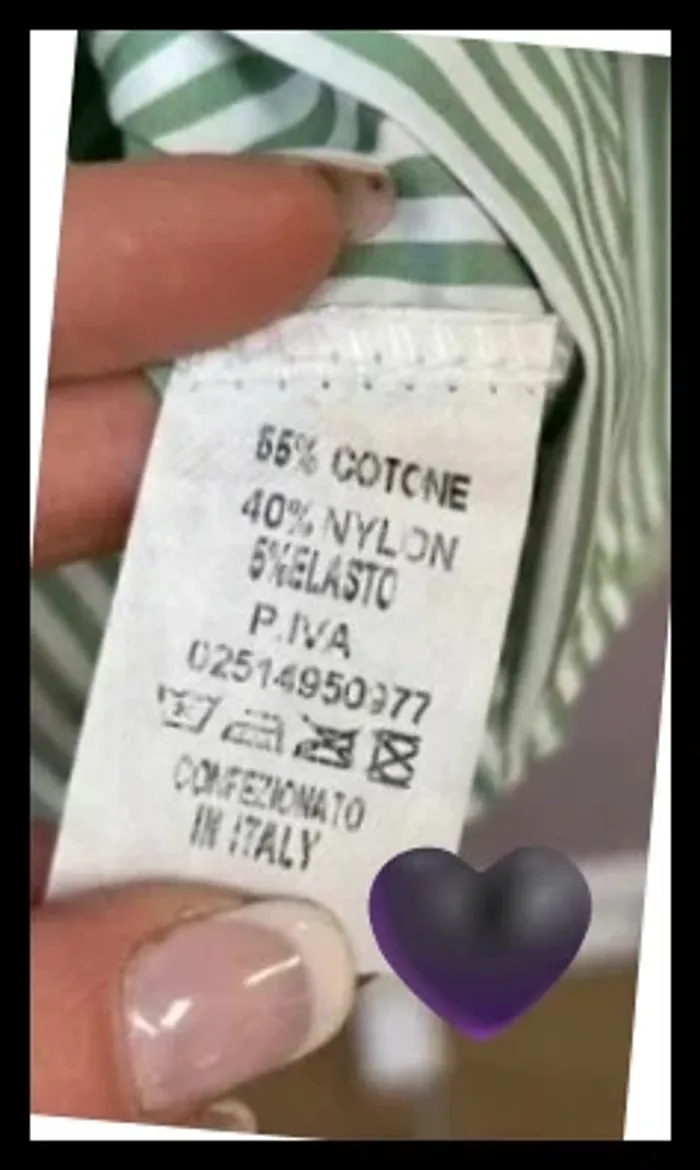 55% COTONE
40% NYLON
5%ELASTO
P.IVA
02514950977
CONFEZIONATO
IN ITALY